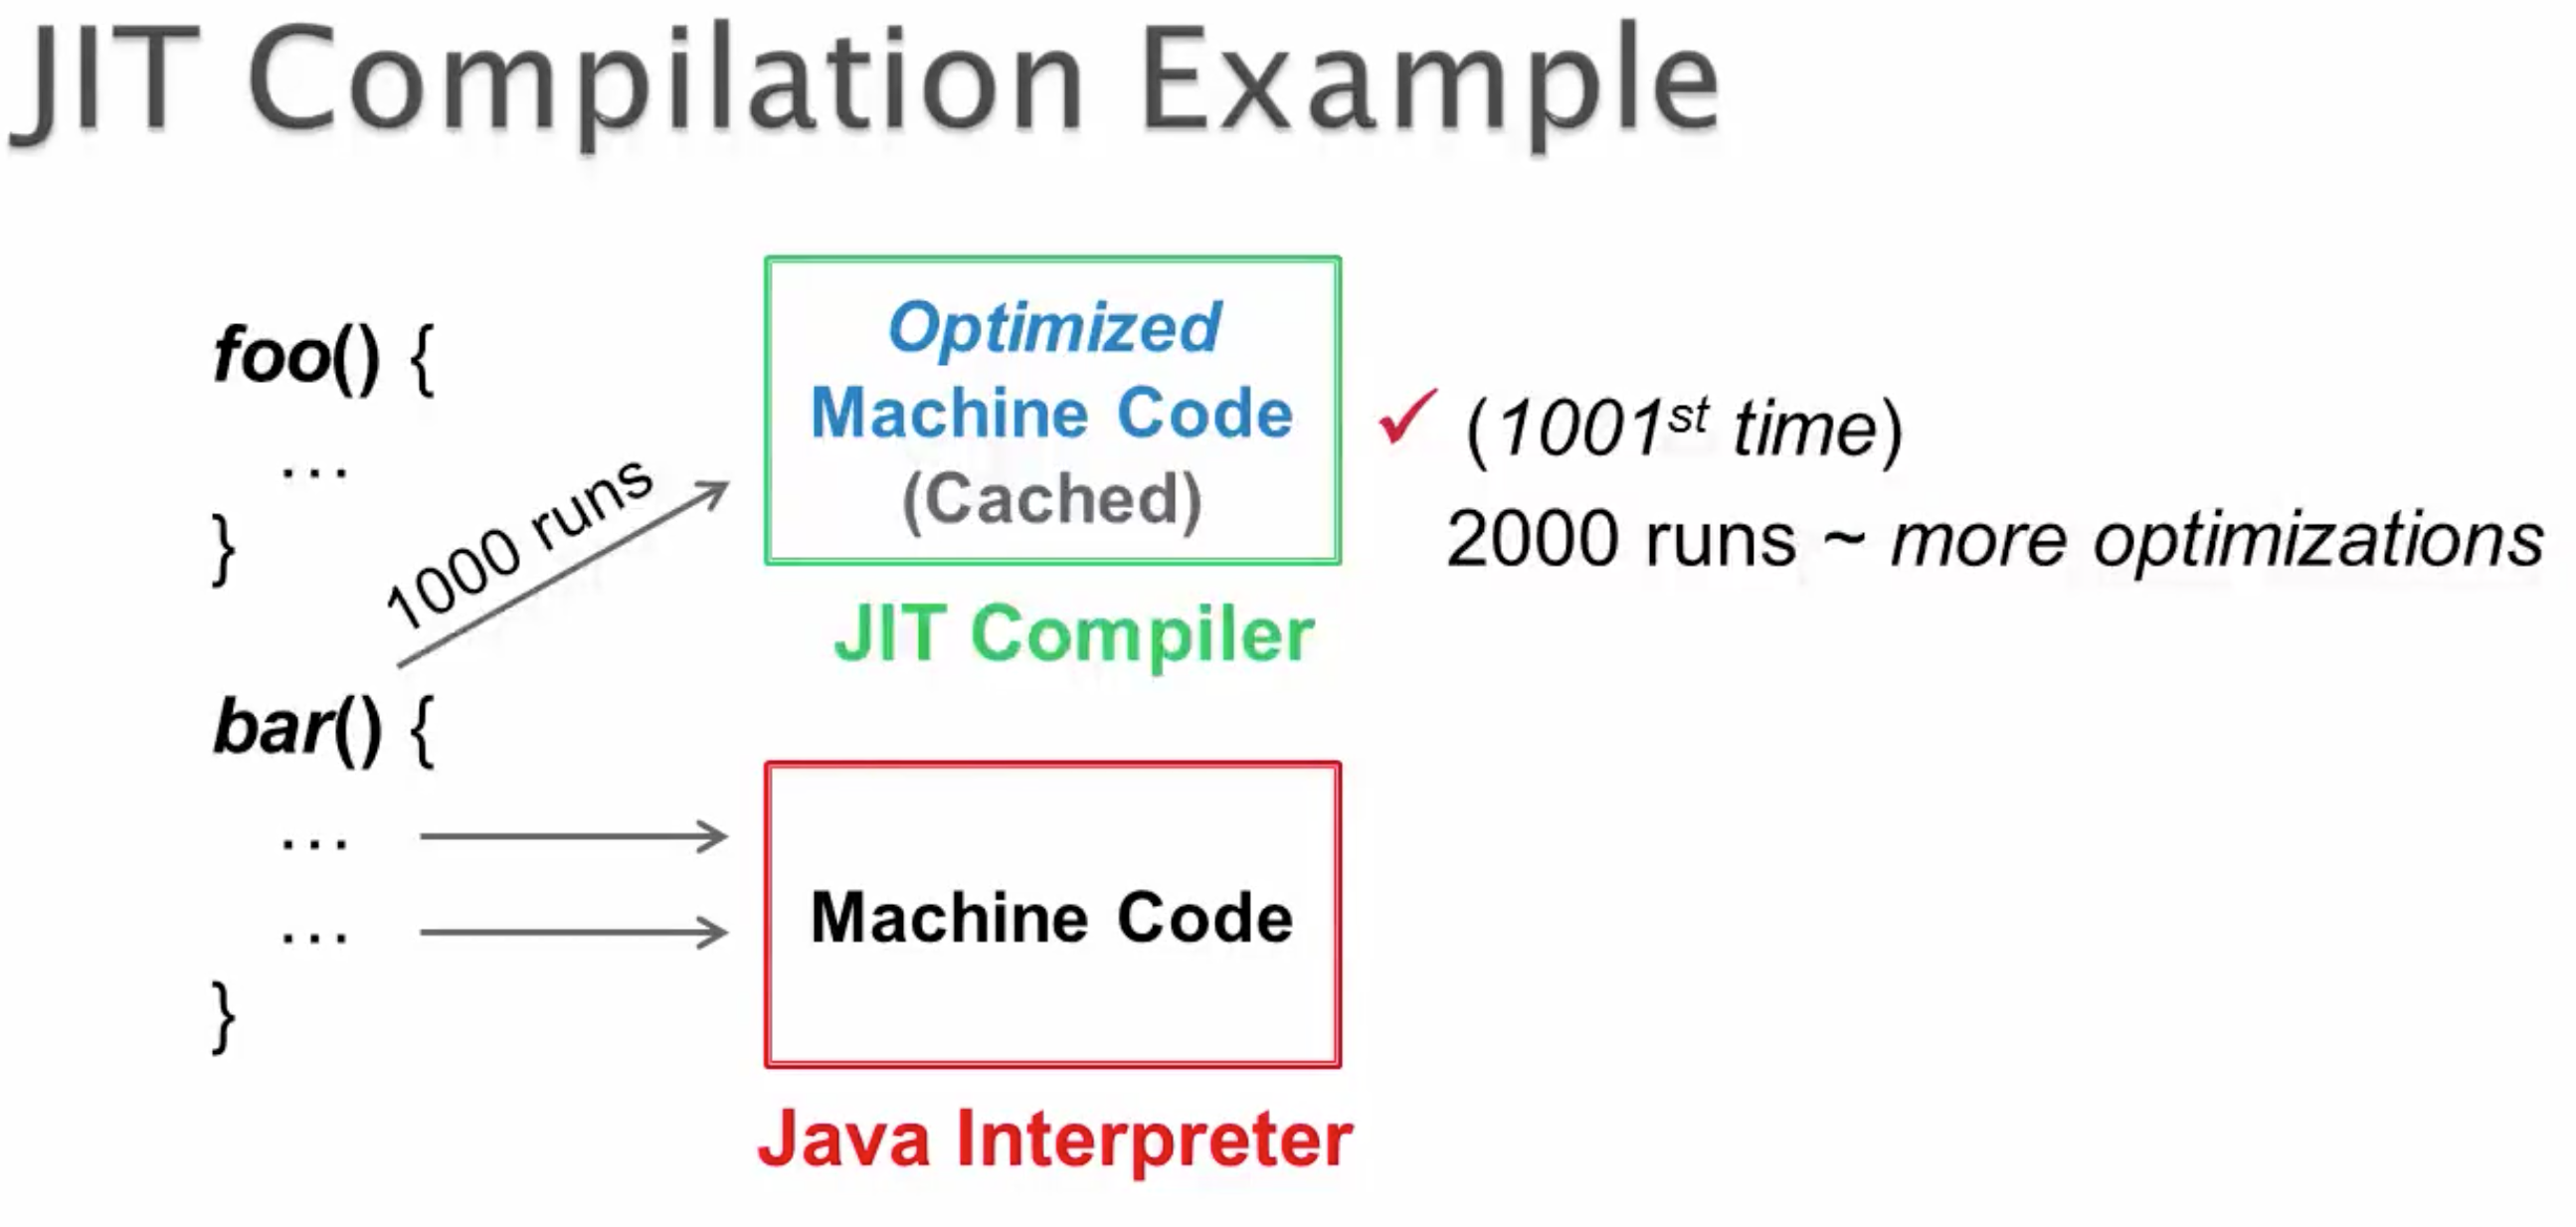 JIT Compilation Example
foo() {
...
}
1000 runs
bar() {
...
...
}
Optimized
Machine Code
(Cached)
JIT Compiler
✓ (1001st time)
2000 runs ~ more optimizations
Machine Code
Java Interpreter